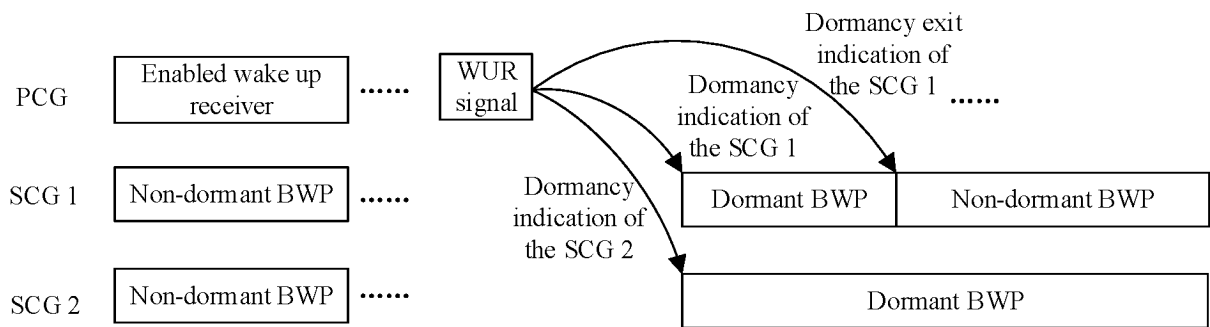 Dormancy exit
indication of
the SCG 1
PCG
Enabled wake up
receiver
......
WUR
signal
Dormancy
indication of
the SCG 1
......
SCG 1
Non-dormant BWP
......
Dormancy
indication of
the SCG 2
Dormant BWP
Non-dormant BWP
SCG 2
Non-dormant BWP
......
Dormant BWP